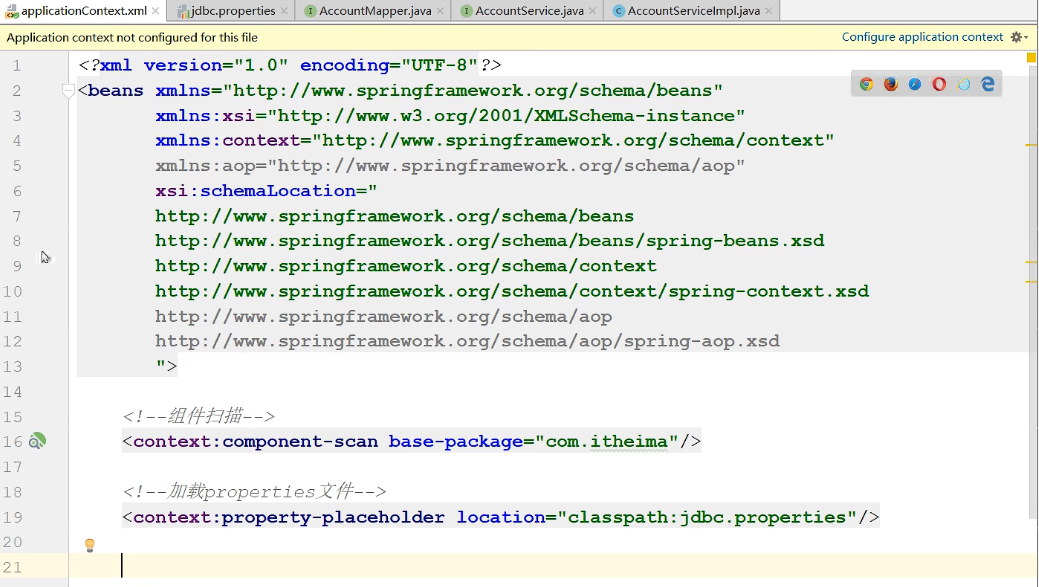 applicationContext.xml × jdbc.properties × AccountMapper.java × AccountService.java × AccountServiceImpl.java ×
Application context not configured for this file Configure application context
1 <?xml version="1.0" encoding="UTF-8"?>
2 <beans xmlns="http://www.springframework.org/schema/beans"
3 xmlns:xsi="http://www.w3.org/2001/XMLSchema-instance"
4 xmlns:context="http://www.springframework.org/schema/context"
5 xmlns:aop="http://www.springframework.org/schema/aop"
6 xsi:schemaLocation="
7 http://www.springframework.org/schema/beans
8 http://www.springframework.org/schema/beans/spring-beans.xsd
9 http://www.springframework.org/schema/context
10 http://www.springframework.org/schema/context/spring-context.xsd
11 http://www.springframework.org/schema/aop
12 http://www.springframework.org/schema/aop/spring-aop.xsd
13 ">
14
15 <!--组件扫描-->
16 <context:component-scan base-package="com.itheima"/>
17
18 <!--加载properties文件-->
19 <context:property-placeholder location="classpath:jdbc.properties"/>
20
21